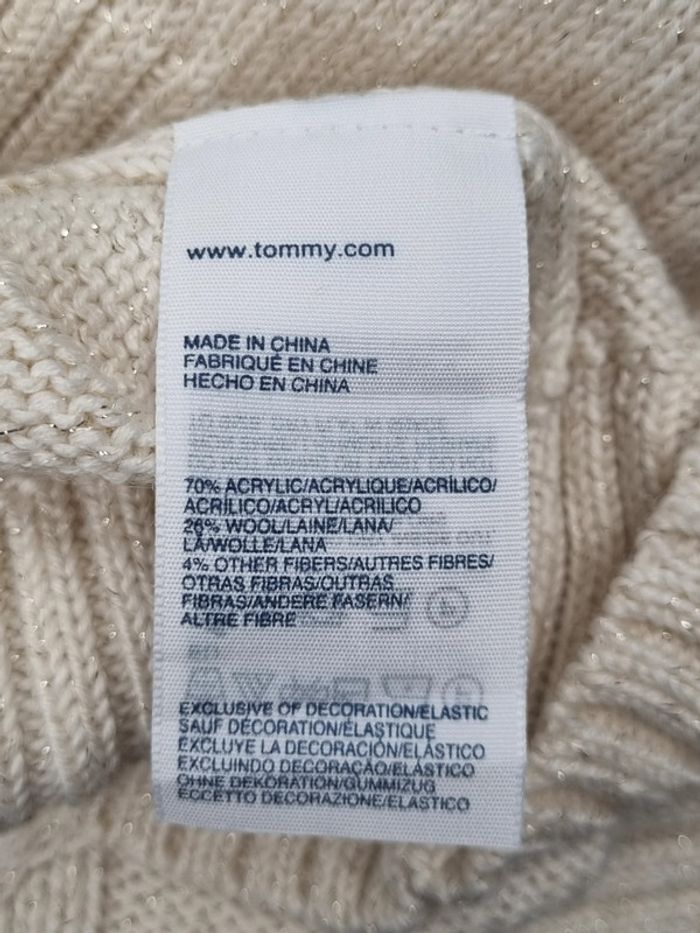 www.tommy.com
MADE IN CHINA
FABRIQUÉ EN CHINE
HECHO EN CHINA
70% ACRYLIC/ACRYLIQUE/ACRÍLICO/
ACRÍLICO/ACRYL/ACRILICO
26% WOOL/LAINE/LANA/
LÃ/WOLLE/LANA
4% OTHER FIBERS/AUTRES FIBRES/
OTRAS FIBRAS/OUTRAS
FIBRAS/ANDERE FASERN/
ALTRE FIBRE
EXCLUSIVE OF DECORATION/ELASTIC
SAUF DÉCORATION/ÉLASTIQUE
EXCLUYE LA DECORACIÓN/ELÁSTICO
EXCLUINDO DECORAÇÃO/ELÁSTICO
OHNE DEKORATION/GUMMIZUG
ECCETTO DECORAZIONE/ELASTICO